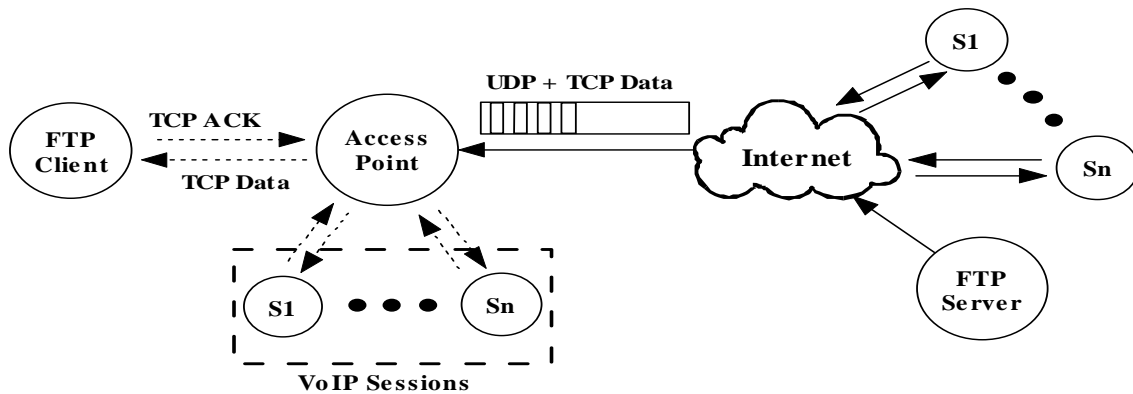 S1
UDP + TCP Data
TCP ACK
FTP
Client
Access
Point
Internet
TCP Data
Sn
S1
Sn
FTP
Server
VoIP Sessions